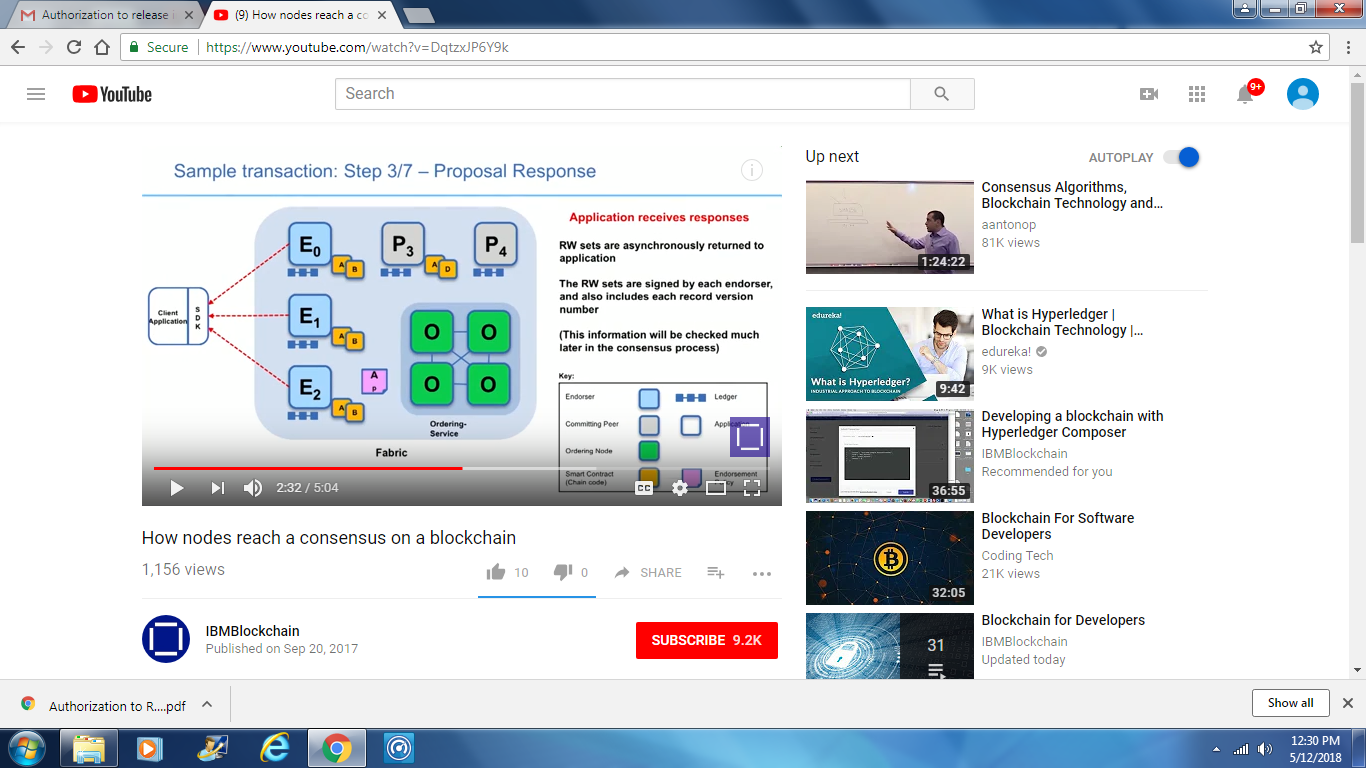 Authorization to release i
(9) How nodes reach a co
Secure
https://www.youtube.com/watch?v=DqtzxJP6Y9k
YouTube
Search
9+
Sample transaction: Step 3/7 – Proposal Response
Client
Application
SDK
E0
A
B
P3
A
D
P4
E1
A
B
E2
A
B
A
P
O
O
O
O
Ordering-
Service
Fabric
Application receives responses
RW sets are asynchronously returned to
application
The RW sets are signed by each endorser,
and also includes each record version
number
(This information will be checked much
later in the consensus process)
Key:
Endorser
Ledger
Committing Peer
Ordering Node
Smart Contract
(Chain code)
Endorsement
2:32 / 5:04
CC
How nodes reach a consensus on a blockchain
1,156 views
10
0
SHARE
IBMBlockchain
Published on Sep 20, 2017
SUBSCRIBE 9.2K
Up next
AUTOPLAY
1:24:22
Consensus Algorithms,
Blockchain Technology and…
aantonop
81K views
edureka!
What is Hyperledger?
INDUSTRIAL APPROACH TO BLOCKCHAIN
9:42
What is Hyperledger |
Blockchain Technology |…
edureka!
9K views
36:55
Developing a blockchain with
Hyperledger Composer
IBMBlockchain
Recommended for you
32:05
Blockchain For Software
Developers
Coding Tech
21K views
31
Blockchain for Developers
IBMBlockchain
Updated today
Authorization to R....pdf
Show all
12:30 PM
5/12/2018